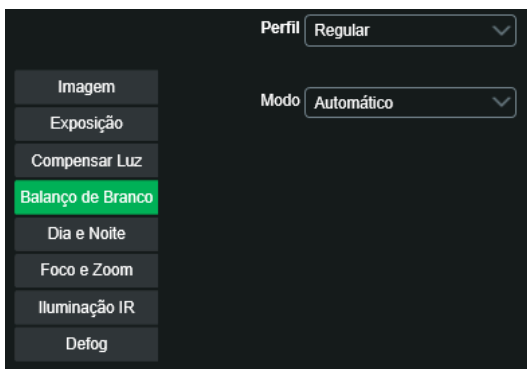 Perfil Regular
Imagem
Modo Automático
Exposição
Compensar Luz
Balanço de Branco
Dia e Noite
Foco e Zoom
Iluminação IR
Defog